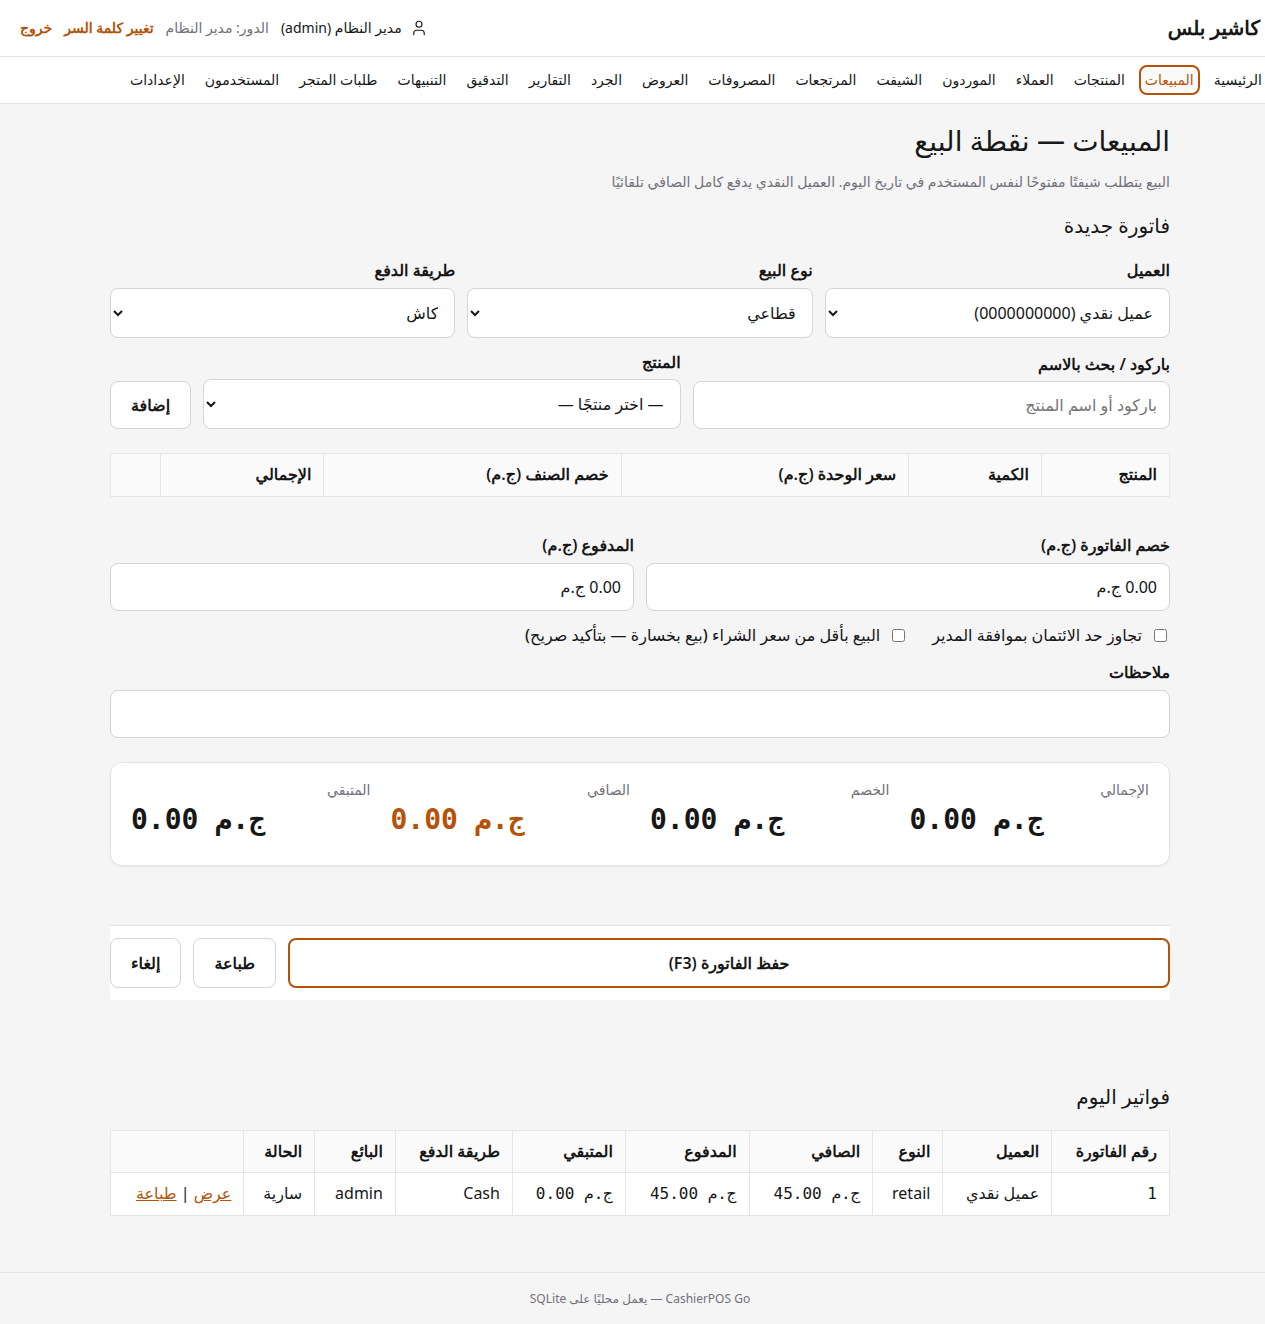 كاشير بلس
مدير النظام (admin) الدور: مدير النظام تغيير كلمة السر خروج
الرئيسية المبيعات المنتجات العملاء الموردون الشيفت المرتجعات المصروفات العروض الجرد التقارير التدقيق التنبيهات طلبات المتجر المستخدمون الإعدادات
المبيعات — نقطة البيع
البيع يتطلب شيفتًا مفتوحًا لنفس المستخدم في تاريخ اليوم. العميل النقدي يدفع كامل الصافي تلقائيًا
فاتورة جديدة
العميل نوع البيع طريقة الدفع
عميل نقدي (0000000000) قطاعي كاش
باركود / بحث بالاسم المنتج
باركود أو اسم المنتج — اختر منتجًا — إضافة
المنتج الكمية سعر الوحدة (ج.م) خصم الصنف (ج.م) الإجمالي
خصم الفاتورة (ج.م) المدفوع (ج.م)
0.00 ج.م 0.00 ج.م
تجاوز حد الائتمان بموافقة المدير البيع بأقل من سعر الشراء (بيع بخسارة — بتأكيد صريح)
ملاحظات
الإجمالي الخصم الصافي المتبقي
ج.م 0.00 ج.م 0.00 ج.م 0.00 ج.م 0.00
حفظ الفاتورة (F3) طباعة إلغاء
فواتير اليوم
رقم الفاتورة العميل النوع الصافي المدفوع المتبقي طريقة الدفع البائع الحالة
1 عميل نقدي retail ج.م 45.00 ج.م 45.00 ج.م 0.00 Cash admin سارية عرض | طباعة
CashierPOS Go — يعمل محليًا على SQLite